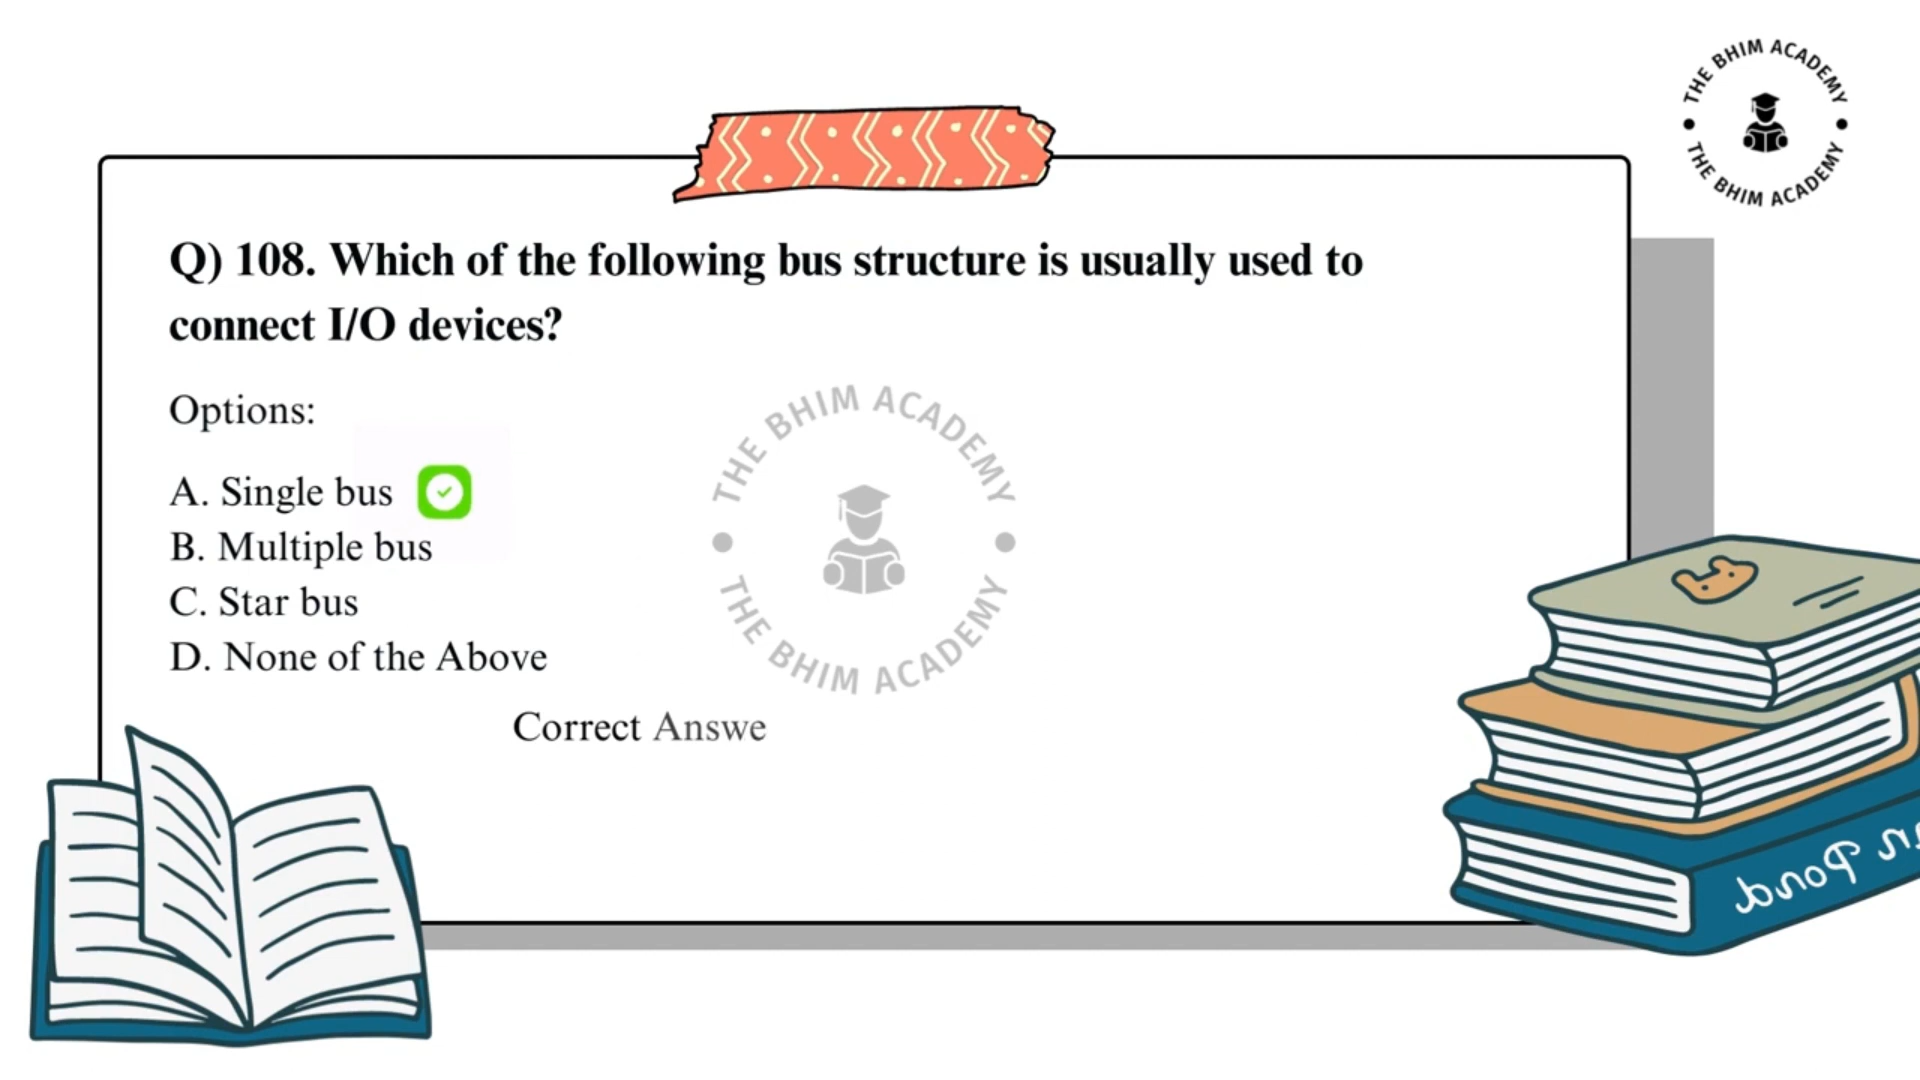 THE BHIM ACADEMY
THE BHIM ACADEMY
Q) 108. Which of the following bus structure is usually used to
connect I/O devices?
Options:
A. Single bus
B. Multiple bus
C. Star bus
D. None of the Above
THE BHIM ACADEMY
THE BHIM ACADEMY
Correct Answe